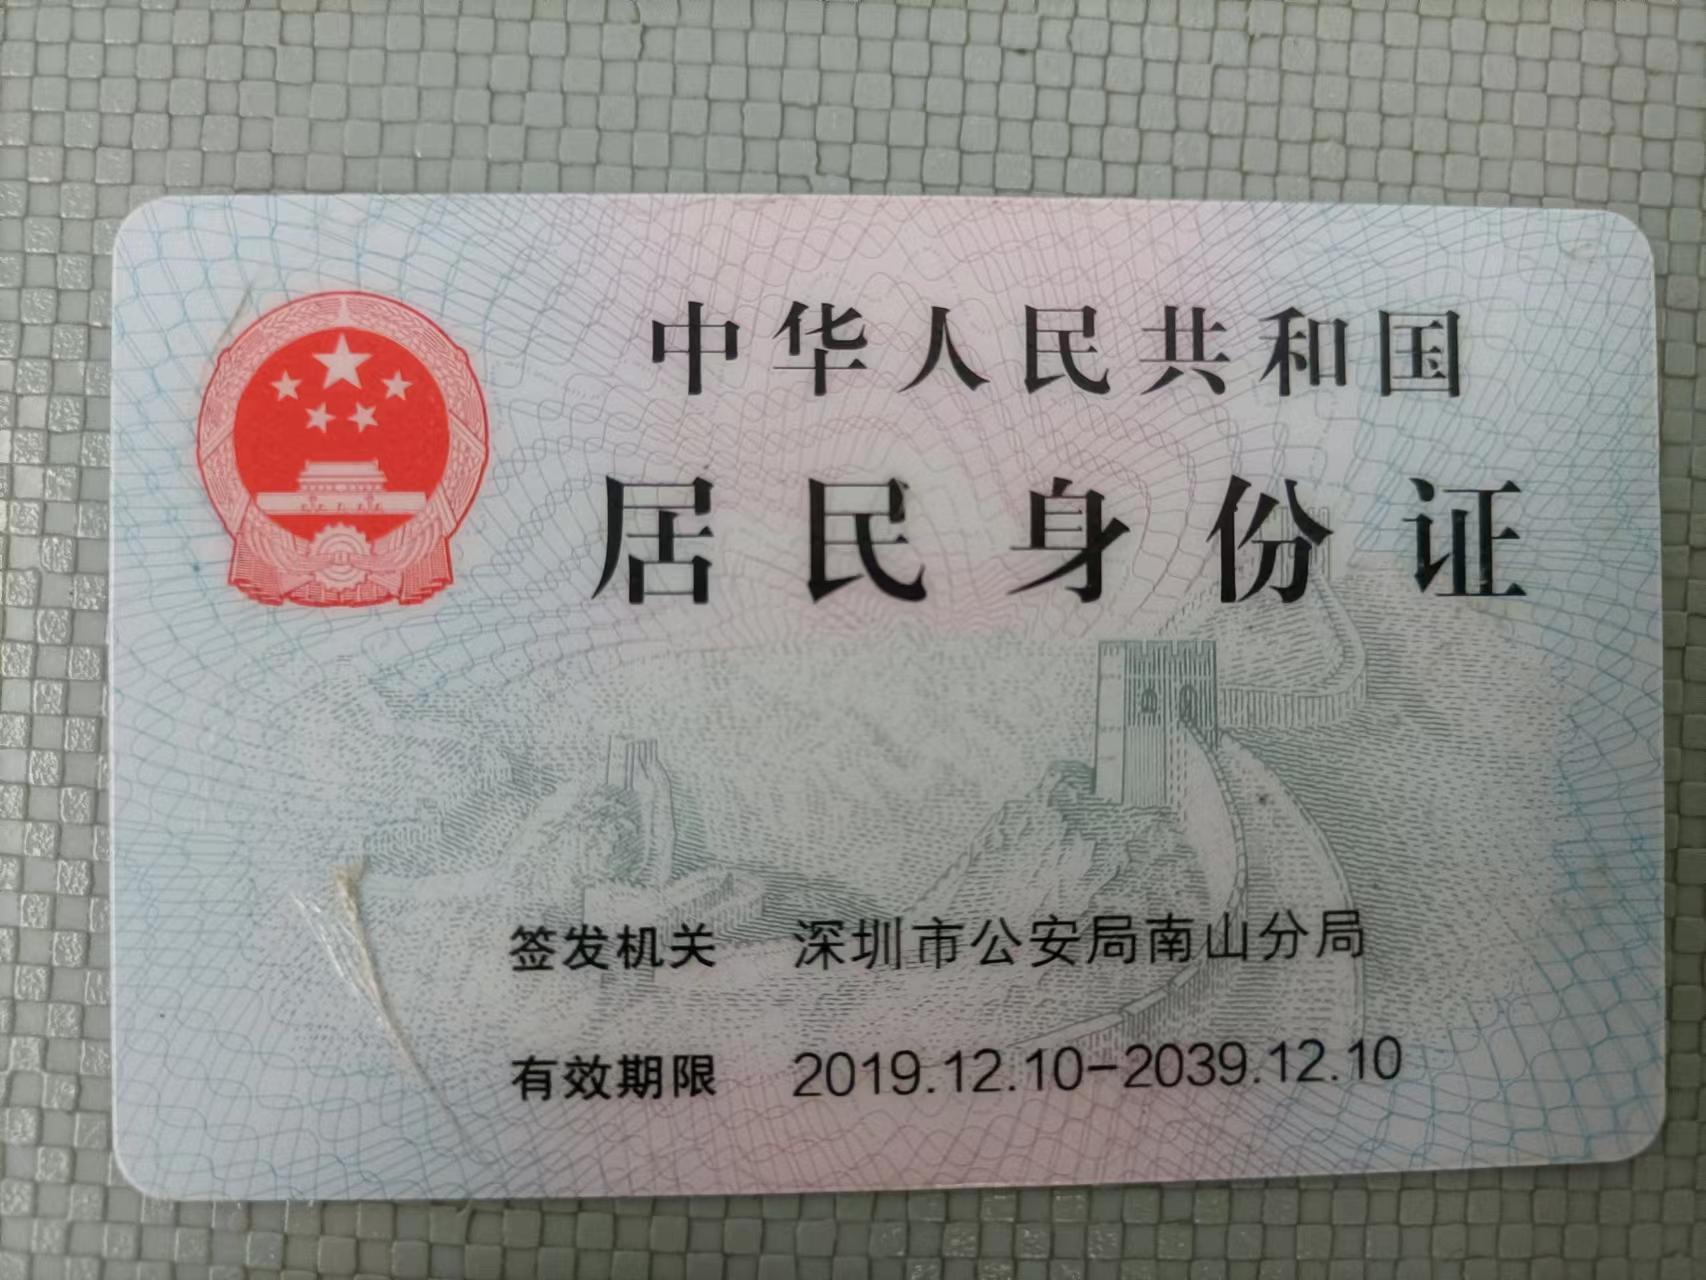 中华人民共和国
居民身份证
签发机关 深圳市公安局南山分局
有效期限 2019.12.10-2039.12.10